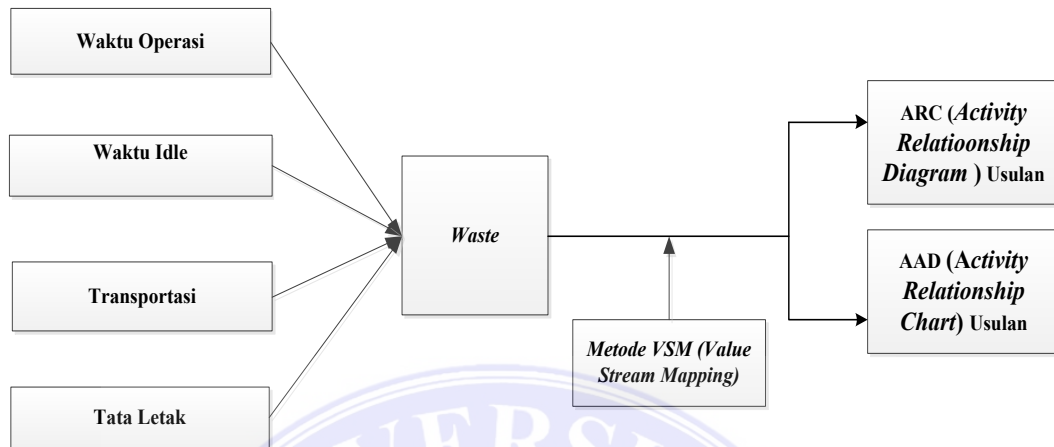 Waktu Operasi
Waktu Idle
Transportasi
Tata Letak
Waste
Metode VSM (Value
Stream Mapping)
ARC (Activity
Relatioonship
Diagram ) Usulan
AAD (Activity
Relationship
Chart) Usulan